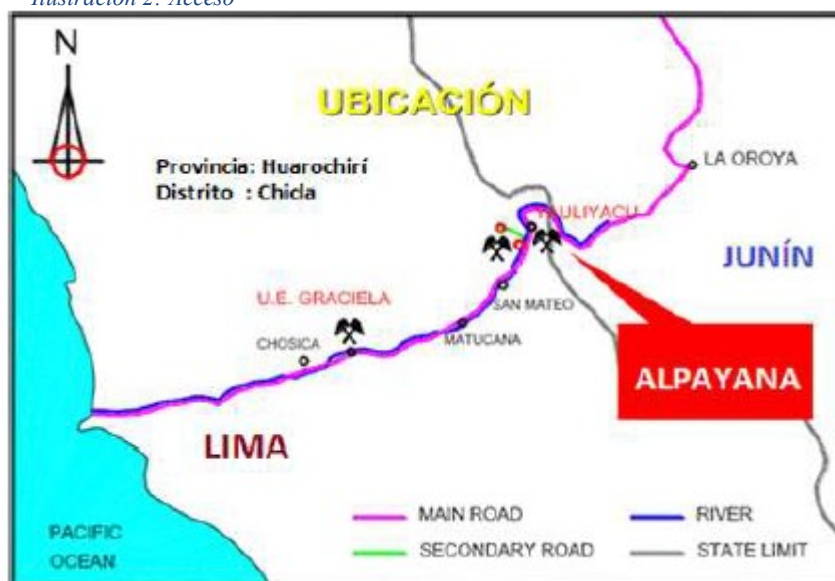 Ilustración 2: Acceso
N
UBICACIÓN
Provincia: Huarochirí
Distrito : Chicla
LA OROYA
YAULIYACU
JUNÍN
U.E. GRACIELA
SAN MATEO
CHOSICA
MATUCANA
ALPAYANA
LIMA
MAIN ROAD
RIVER
PACIFIC
OCEAN
SECONDARY ROAD
STATE LIMIT